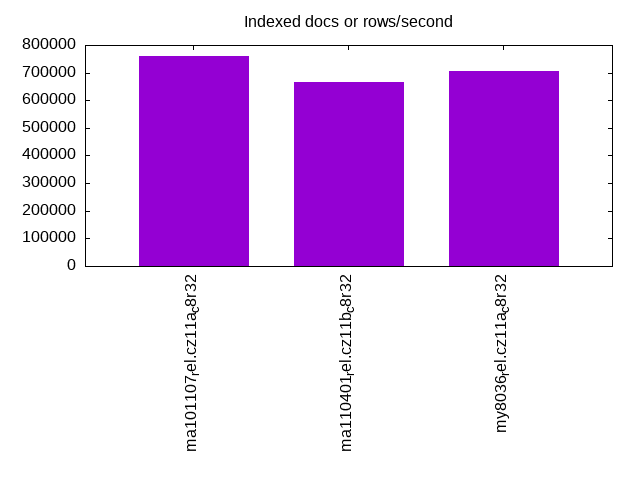 Indexed docs or rows/second
800000
700000
600000
500000
400000
300000
200000
100000
0
ma101107rel.cz11ac8r32
ma110401rel.cz11bc8r32
my8036rel.cz11ac8r32